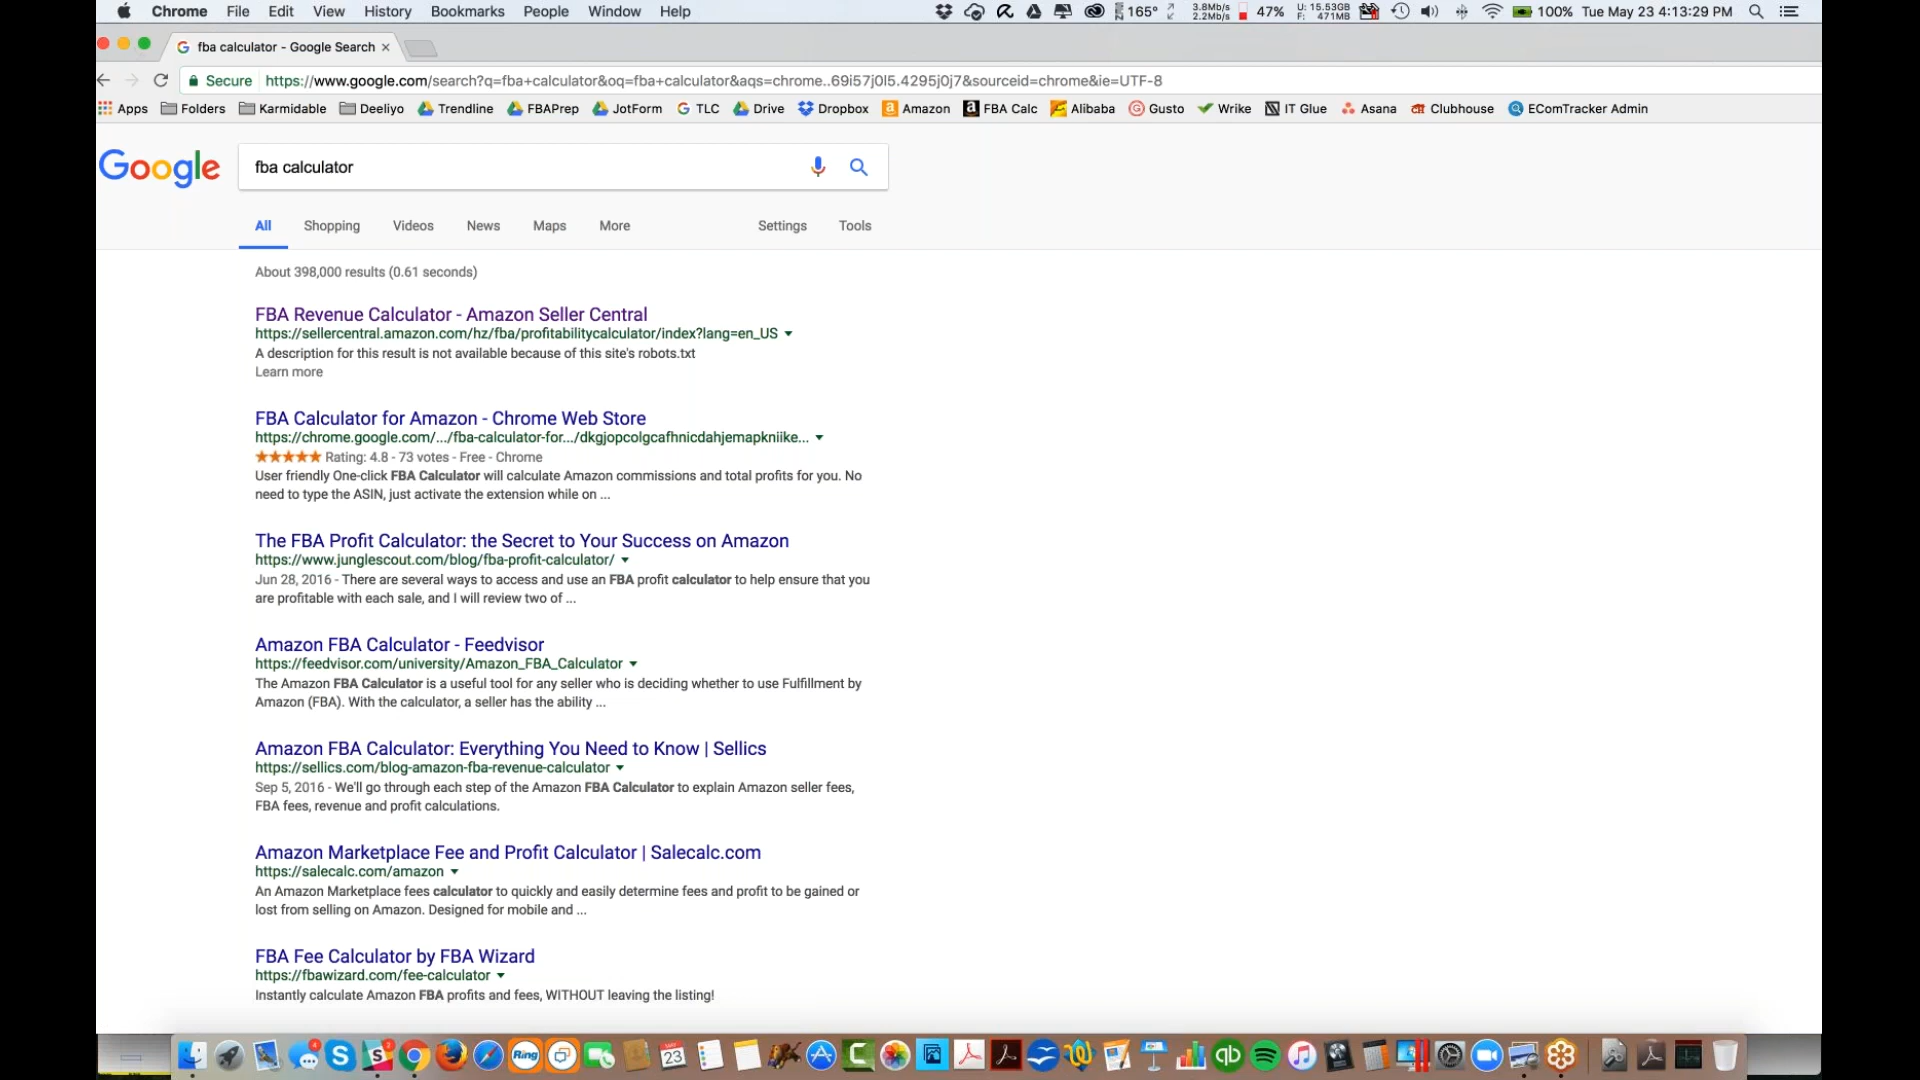 Chrome File Edit View History Bookmarks People Window Help 165° 3.8Mb/s 2.2Mb/s 47% U: 15.53GB F: 471MB 100% Tue May 23 4:13:29 PM
fba calculator - Google Search
Secure https://www.google.com/search?q=fba+calculator&oq=fba+calculator&aqs=chrome..69i57j0l5.4295j0j7&sourceid=chrome&ie=UTF-8
Apps Folders Karmidable Deeliyo Trendline FBAPrep JotForm TLC Drive Dropbox Amazon FBA Calc Alibaba Gusto Wrike IT Glue Asana Clubhouse EComTracker Admin
Google fba calculator
All Shopping Videos News Maps More Settings Tools
About 398,000 results (0.61 seconds)
FBA Revenue Calculator - Amazon Seller Central
https://sellercentral.amazon.com/hz/fba/profitabilitycalculator/index?lang=en_US
A description for this result is not available because of this site's robots.txt
Learn more
FBA Calculator for Amazon - Chrome Web Store
https://chrome.google.com/.../fba-calculator-for.../dkgjopcolgcafhnicdahjemapkniike...
Rating: 4.8 - 73 votes - Free - Chrome
User friendly One-click FBA Calculator will calculate Amazon commissions and total profits for you. No
need to type the ASIN, just activate the extension while on ...
The FBA Profit Calculator: the Secret to Your Success on Amazon
https://www.junglescout.com/blog/fba-profit-calculator/
Jun 28, 2016 - There are several ways to access and use an FBA profit calculator to help ensure that you
are profitable with each sale, and I will review two of ...
Amazon FBA Calculator - Feedvisor
https://feedvisor.com/university/Amazon_FBA_Calculator
The Amazon FBA Calculator is a useful tool for any seller who is deciding whether to use Fulfillment by
Amazon (FBA). With the calculator, a seller has the ability ...
Amazon FBA Calculator: Everything You Need to Know | Sellics
https://sellics.com/blog-amazon-fba-revenue-calculator
Sep 5, 2016 - We'll go through each step of the Amazon FBA Calculator to explain Amazon seller fees,
FBA fees, revenue and profit calculations.
Amazon Marketplace Fee and Profit Calculator | Salecalc.com
https://salecalc.com/amazon
An Amazon Marketplace fees calculator to quickly and easily determine fees and profit to be gained or
lost from selling on Amazon. Designed for mobile and ...
FBA Fee Calculator by FBA Wizard
https://fbawizard.com/fee-calculator
Instantly calculate Amazon FBA profits and fees, WITHOUT leaving the listing!
Ring 23 qb